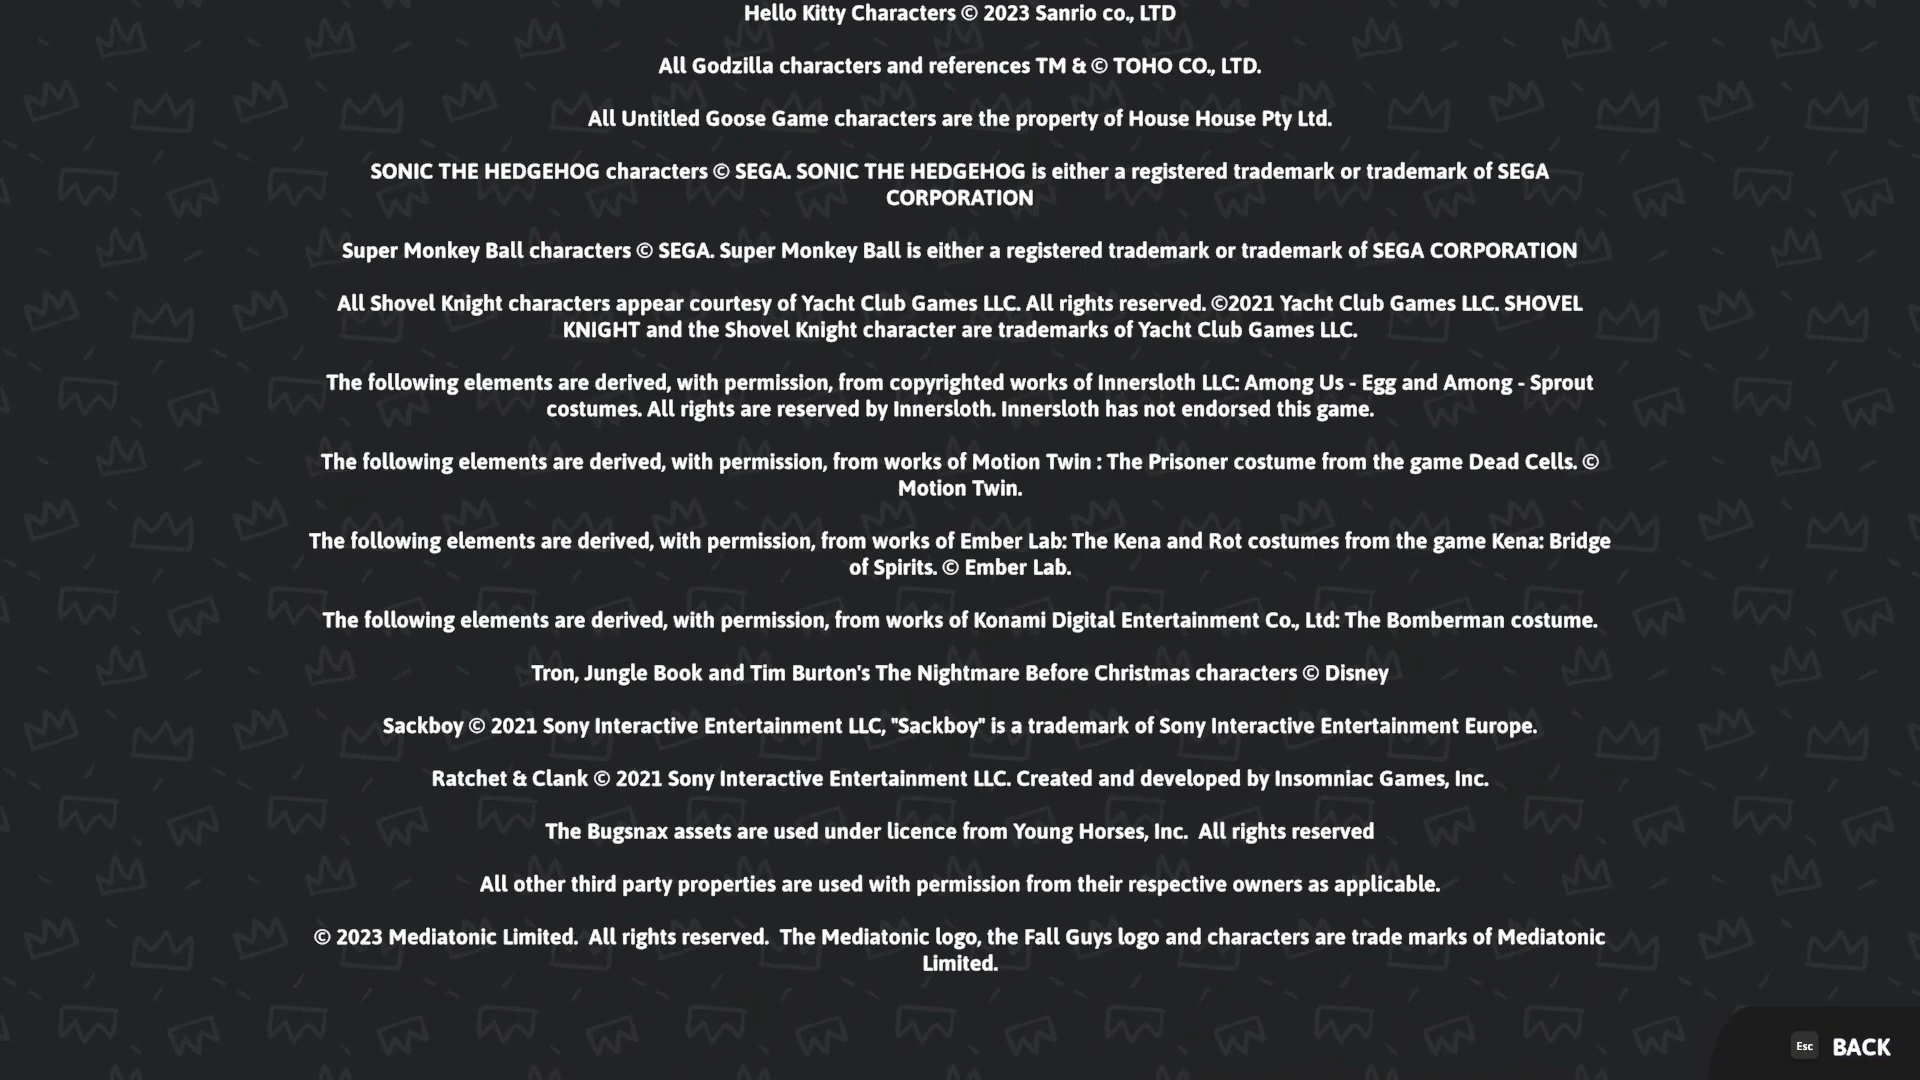 Hello Kitty Characters © 2023 Sanrio co., LTD
All Godzilla characters and references TM & © TOHO CO., LTD.
All Untitled Goose Game characters are the property of House House Pty Ltd.
SONIC THE HEDGEHOG characters © SEGA. SONIC THE HEDGEHOG is either a registered trademark or trademark of SEGA
CORPORATION
Super Monkey Ball characters © SEGA. Super Monkey Ball is either a registered trademark or trademark of SEGA CORPORATION
All Shovel Knight characters appear courtesy of Yacht Club Games LLC. All rights reserved. ©2021 Yacht Club Games LLC. SHOVEL
KNIGHT and the Shovel Knight character are trademarks of Yacht Club Games LLC.
The following elements are derived, with permission, from copyrighted works of Innersloth LLC: Among Us - Egg and Among - Sprout
costumes. All rights are reserved by Innersloth. Innersloth has not endorsed this game.
The following elements are derived, with permission, from works of Motion Twin : The Prisoner costume from the game Dead Cells. ©
Motion Twin.
The following elements are derived, with permission, from works of Ember Lab: The Kena and Rot costumes from the game Kena: Bridge
of Spirits. © Ember Lab.
The following elements are derived, with permission, from works of Konami Digital Entertainment Co., Ltd: The Bomberman costume.
Tron, Jungle Book and Tim Burton's The Nightmare Before Christmas characters © Disney
Sackboy © 2021 Sony Interactive Entertainment LLC, "Sackboy" is a trademark of Sony Interactive Entertainment Europe.
Ratchet & Clank © 2021 Sony Interactive Entertainment LLC. Created and developed by Insomniac Games, Inc.
The Bugsnax assets are used under licence from Young Horses, Inc.  All rights reserved
All other third party properties are used with permission from their respective owners as applicable.
© 2023 Mediatonic Limited.  All rights reserved.  The Mediatonic logo, the Fall Guys logo and characters are trade marks of Mediatonic
Limited.
Esc BACK